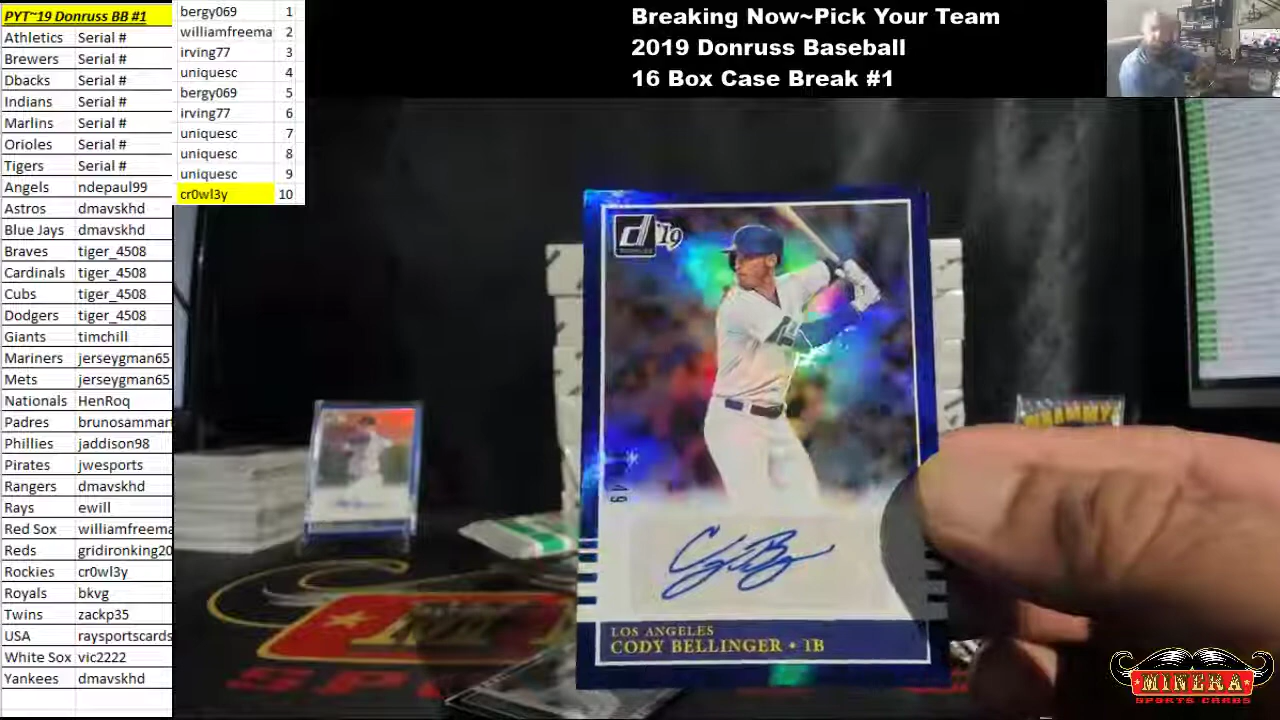 PYT~19 Donruss BB #1
Athletics Serial #
Brewers Serial #
Dbacks Serial #
Indians Serial #
Marlins Serial #
Orioles Serial #
Tigers Serial #
Angels ndepaul99
Astros dmavskhd
Blue Jays dmavskhd
Braves tiger_4508
Cardinals tiger_4508
Cubs tiger_4508
Dodgers tiger_4508
Giants timchill
Mariners jerseygman65
Mets jerseygman65
Nationals HenRoq
Padres brunosammar
Phillies jaddison98
Pirates jwesports
Rangers dmavskhd
Rays ewill
Red Sox williamfreema
Reds gridironking20
Rockies cr0wl3y
Royals bkvg
Twins zackp35
USA raysportscards
White Sox vic2222
Yankees dmavskhd
bergy069 1
williamfreema 2
irving77 3
uniquesc 4
bergy069 5
irving77 6
uniquesc 7
uniquesc 8
uniquesc 9
cr0wl3y 10
Breaking Now~Pick Your Team
2019 Donruss Baseball
16 Box Case Break #1
d '19
LOS ANGELES
CODY BELLINGER • 1B
MINERA
SPORTS CARDS